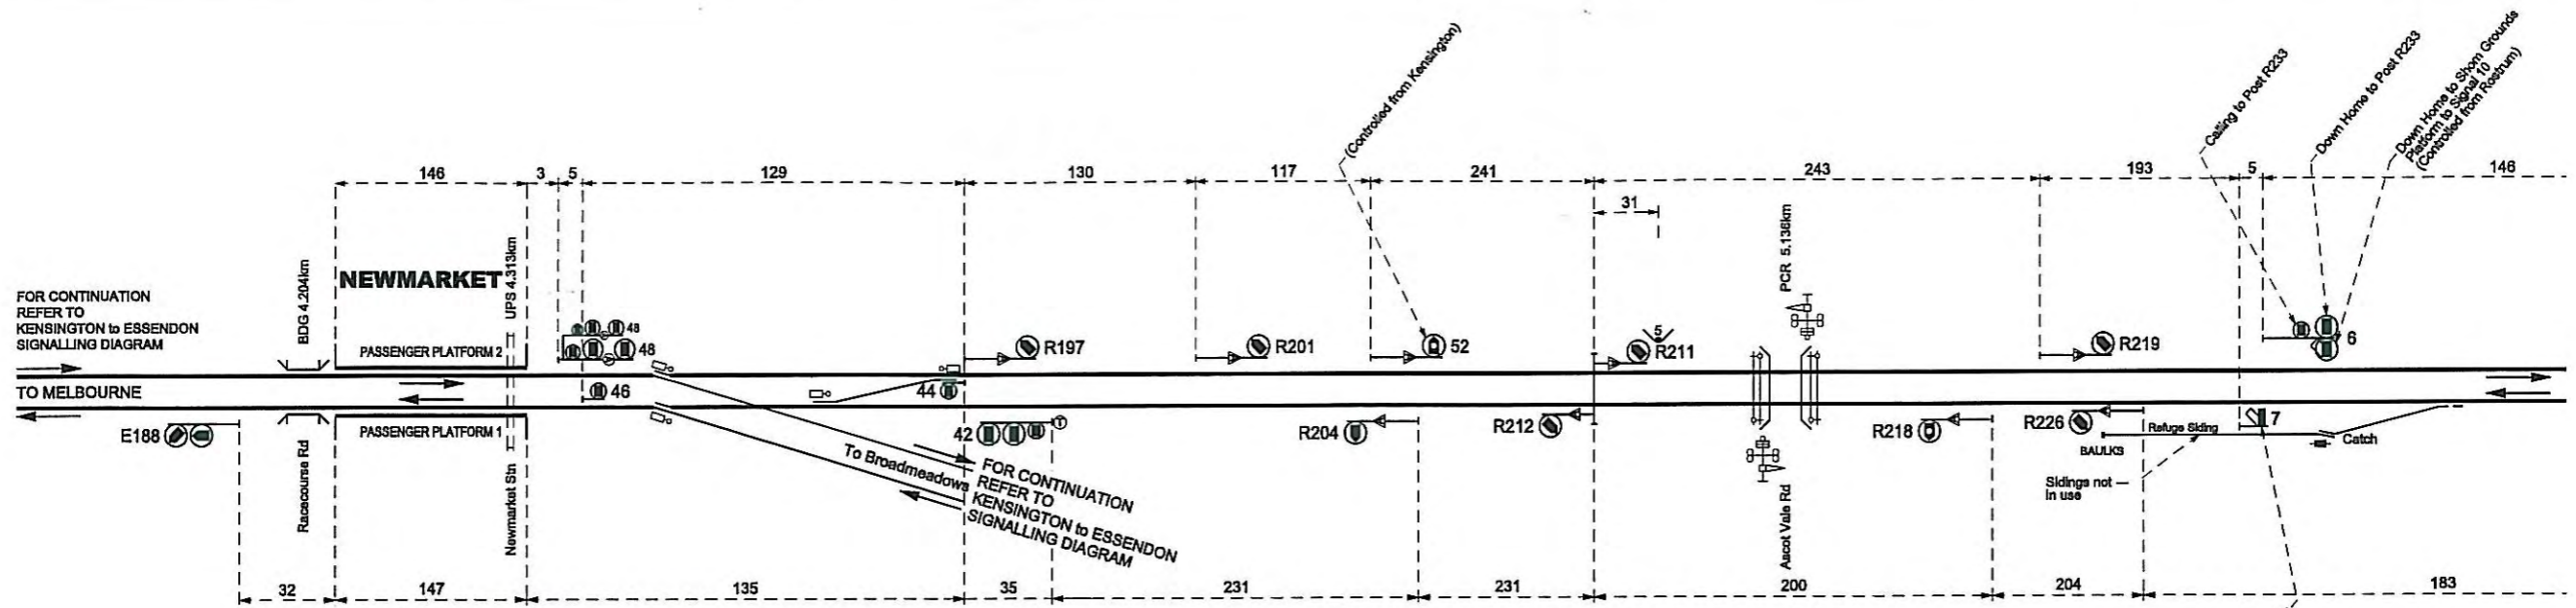 (Controlled from Kensington)
Calling to Post R233
Down Home to Post R233
Down Home to Show Grounds
Platform to Signal 10
(Controlled from Rostrum)
146
3
5
129
130
117
241
243
193
5
146
31
BDG 4.204km
NEWMARKET
UPS 4.313km
PCR 5.136km
FOR CONTINUATION
REFER TO
KENSINGTON to ESSENDON
SIGNALLING DIAGRAM
PASSENGER PLATFORM 2
48
48
R197
R201
52
5
R211
R219
6
TO MELBOURNE
46
44
E188
PASSENGER PLATFORM 1
42
R204
R212
R218
R226
Refuge Siding
7
Catch
BAULKS
Sidings not
in use
Racecourse Rd
Newmarket Stn
To Broadmeadows
FOR CONTINUATION
REFER TO
KENSINGTON to ESSENDON
SIGNALLING DIAGRAM
Ascot Vale Rd
32
147
135
35
231
231
200
204
183